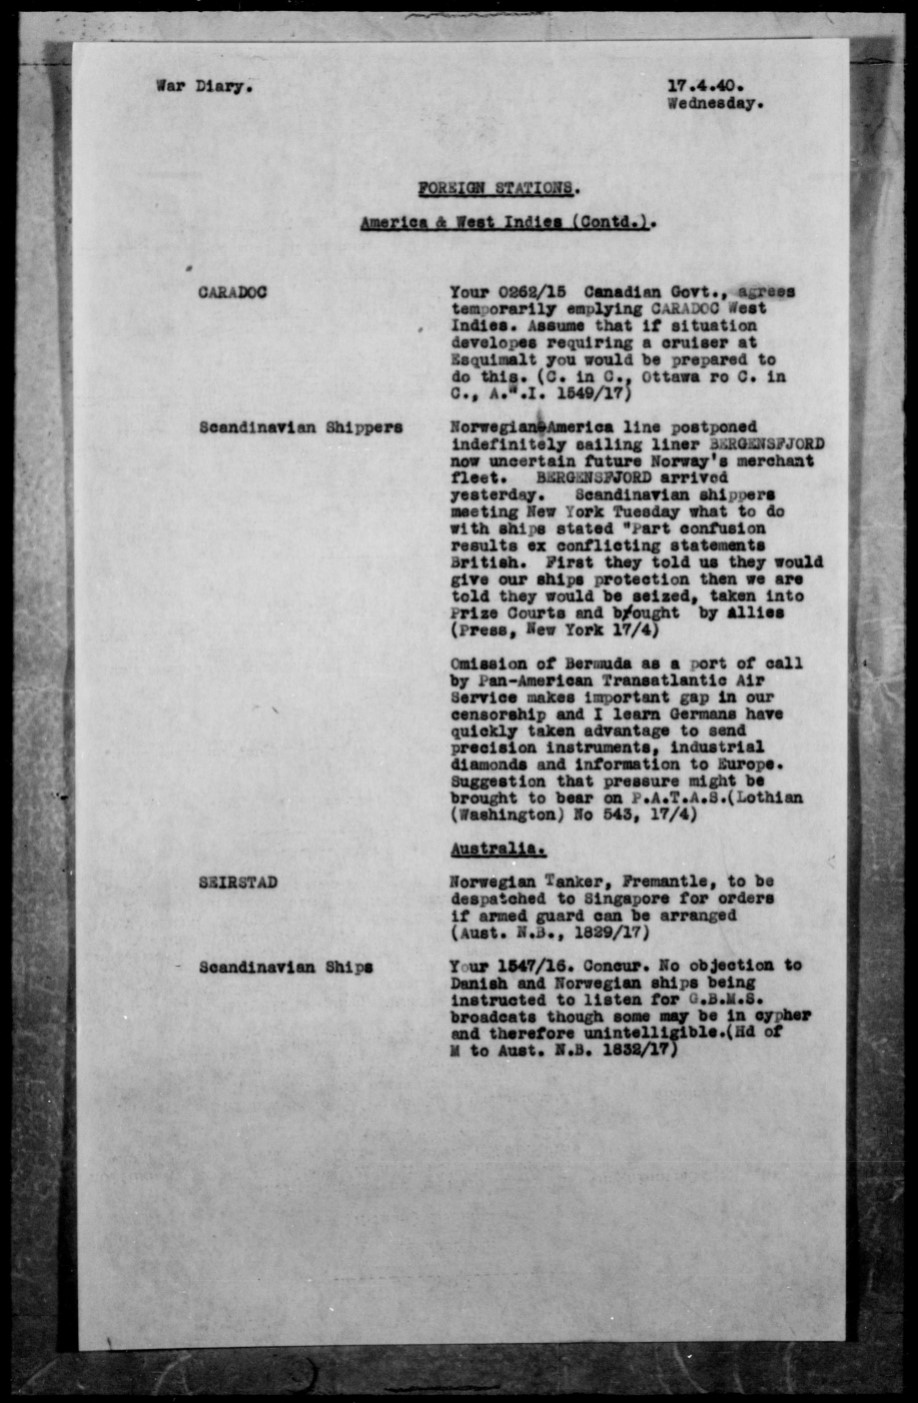 War Diary.
17.4.40.
Wednesday.
FOREIGN STATIONS.
America & West Indies (Contd.).
CARADOC
Your 0262/15 Canadian Govt., agrees
temporarily emplying CARADOC West
Indies. Assume that if situation
developes requiring a cruiser at
Esquimalt you would be prepared to
do this. (C. in C., Ottawa ro C. in
C., A.W.I. 1549/17)
Scandinavian Shippers
Norwegian America line postponed
indefinitely sailing liner BERGENSFJORD
now uncertain future Norway's merchant
fleet. BERGENSFJORD arrived
yesterday. Scandinavian shippers
meeting New York Tuesday what to do
with ships stated "Part confusion
results ex conflicting statements
British. First they told us they would
give our ships protection then we are
told they would be seized, taken into
Prize Courts and b/ought by Allies
(Press, New York 17/4)
Omission of Bermuda as a port of call
by Pan-American Transatlantic Air
Service makes important gap in our
censorship and I learn Germans have
quickly taken advantage to send
precision instruments, industrial
diamonds and information to Europe.
Suggestion that pressure might be
brought to bear on P.A.T.A.S.(Lothian
(Washington) No 543, 17/4)
Australia.
SEIRSTAD
Norwegian Tanker, Fremantle, to be
despatched to Singapore for orders
if armed guard can be arranged
(Aust. N.B., 1829/17)
Scandinavian Ships
Your 1547/16. Concur. No objection to
Danish and Norwegian ships being
instructed to listen for G.B.M.S.
broadcats though some may be in cypher
and therefore unintelligible.(Hd of
M to Aust. N.B. 1832/17)